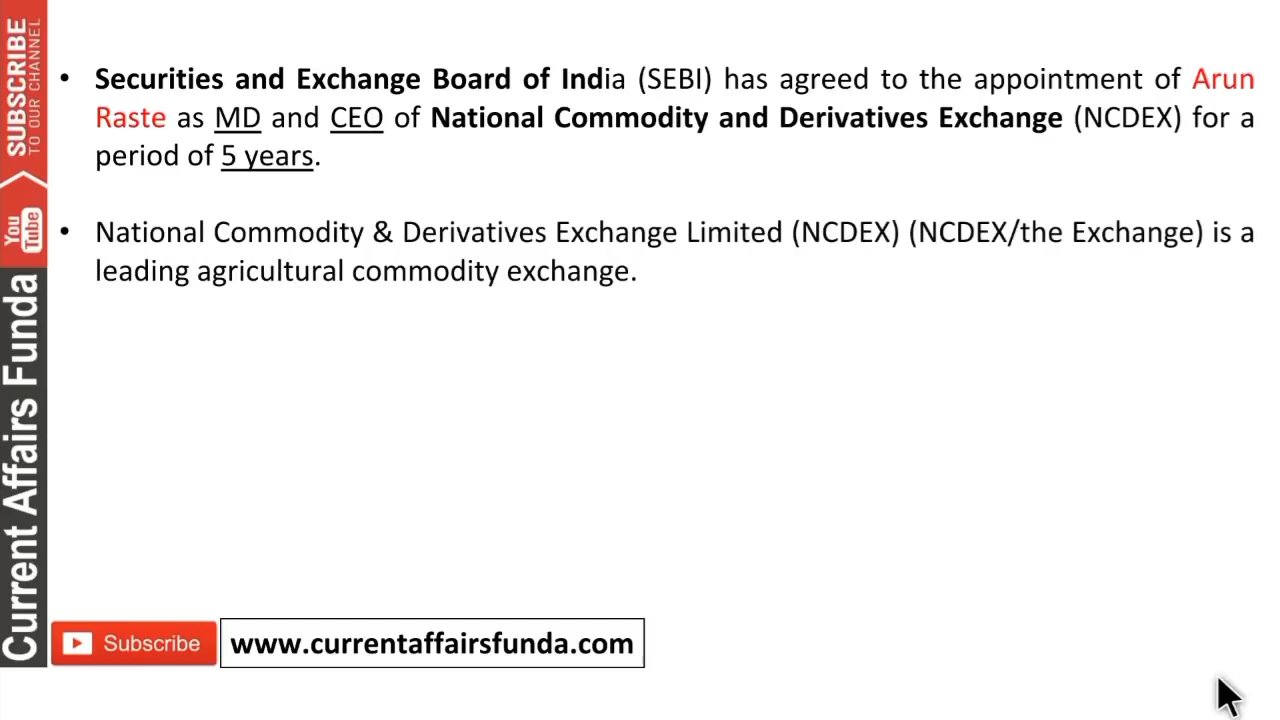 • Securities and Exchange Board of India (SEBI) has agreed to the appointment of Arun
Raste as MD and CEO of National Commodity and Derivatives Exchange (NCDEX) for a
period of 5 years.
• National Commodity & Derivatives Exchange Limited (NCDEX) (NCDEX/the Exchange) is a
leading agricultural commodity exchange.
SUBSCRIBE
TO OUR CHANNEL
You
Tube
Current Affairs Funda
Subscribe
www.currentaffairsfunda.com